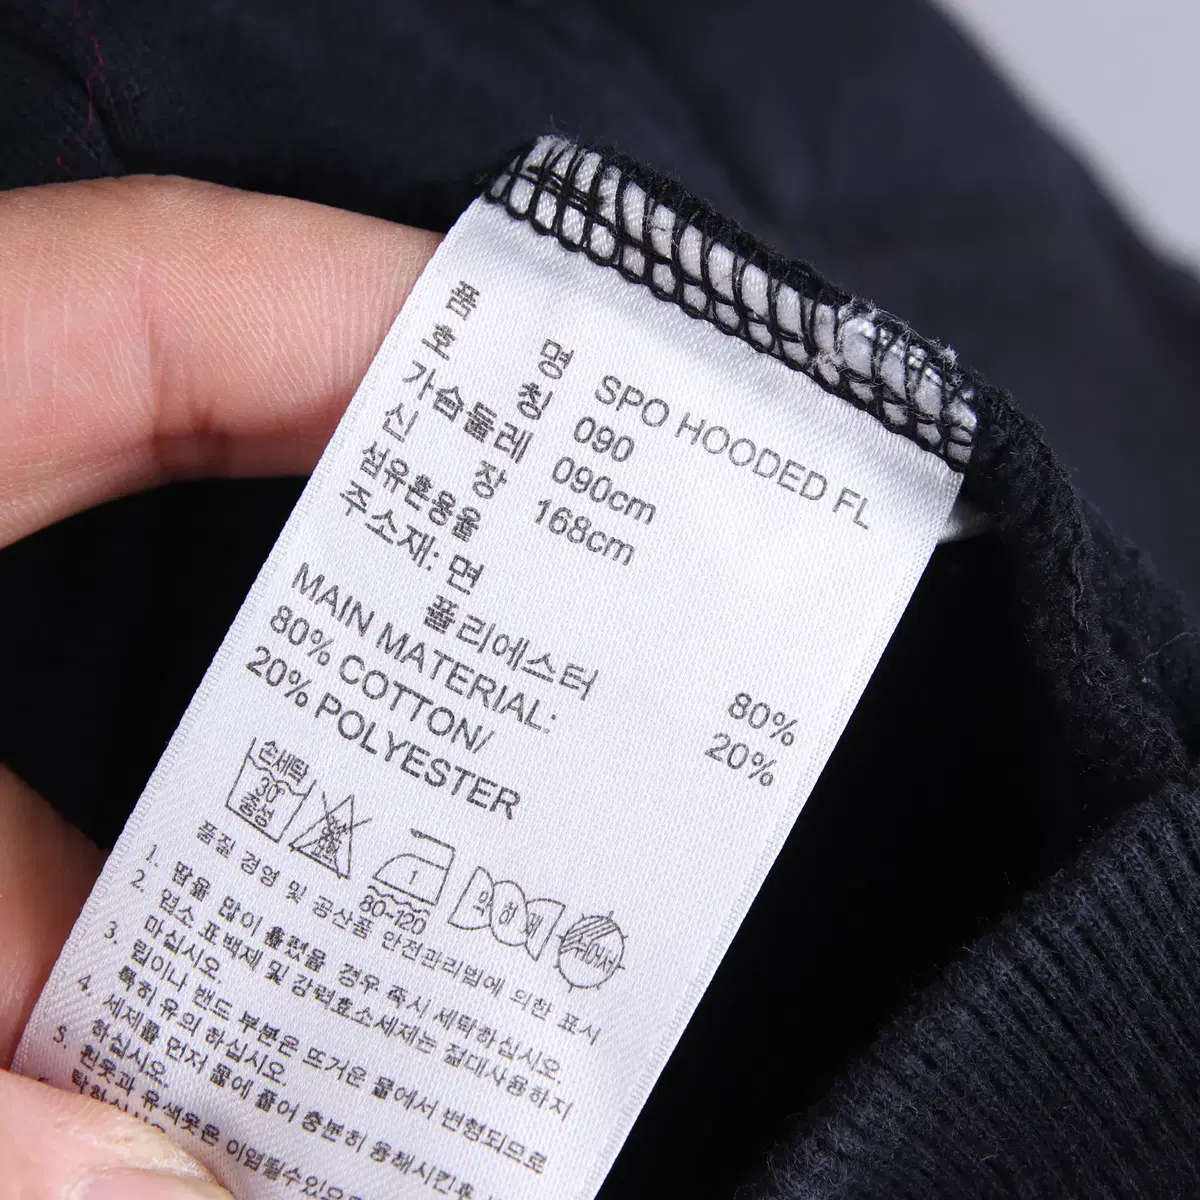 품 명 SPO HOODED FL
호 칭 090
가슴둘레 090cm
신 장 168cm
섬유혼용율
주소재: 면 80%
폴리에스터 20%
MAIN MATERIAL:
80% COTTON/
20% POLYESTER
손세탁
30°
중성
1
80-120
품질 경영 및 공산품 안전관리법에 의한 표시
1. 땀을 많이 흘렸을 경우 즉시 세탁하십시오.
2. 염소 표백제 및 강력효소세제는 절대사용하지
마십시오.
3. 립이나 밴드 부분은 뜨거운 물에서 변형되므로
특히 유의 하십시오.
4. 세제를 먼저 물에 풀어 충분히 용해시킨후
하십시오.
5. 흰옷과 유색옷은 이염될수있으